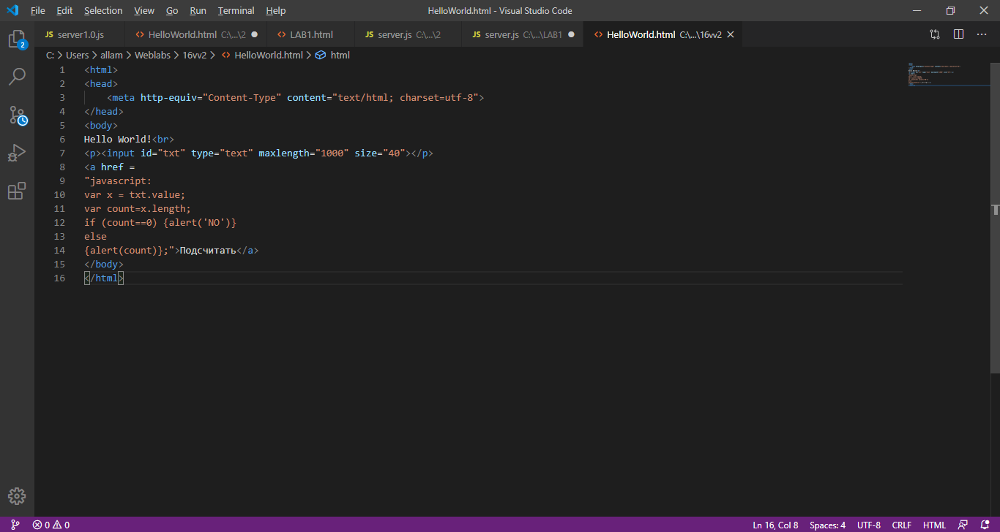 File Edit Selection View Go Run Terminal Help HelloWorld.html - Visual Studio Code
JS server1.0.js <> HelloWorld.html C:\...\2 ● <> LAB1.html JS server.js C:\...\2 JS server.js C:\...\LAB1 ● <> HelloWorld.html C:\...\16vv2
C: > Users > allam > Weblabs > 16vv2 > <> HelloWorld.html > html
2
1 <html>
2 <head>
3 <meta http-equiv="Content-Type" content="text/html; charset=utf-8">
4 </head>
5 <body>
6 Hello World!<br>
7 <p><input id="txt" type="text" maxlength="1000" size="40"></p>
8 <a href =
9 "javascript:
10 var x = txt.value;
11 var count=x.length;
12 if (count==0) {alert('NO')}
13 else
14 {alert(count)};">Подсчитать</a>
15 </body>
16 </html>
0 0 Ln 16, Col 8 Spaces: 4 UTF-8 CRLF HTML